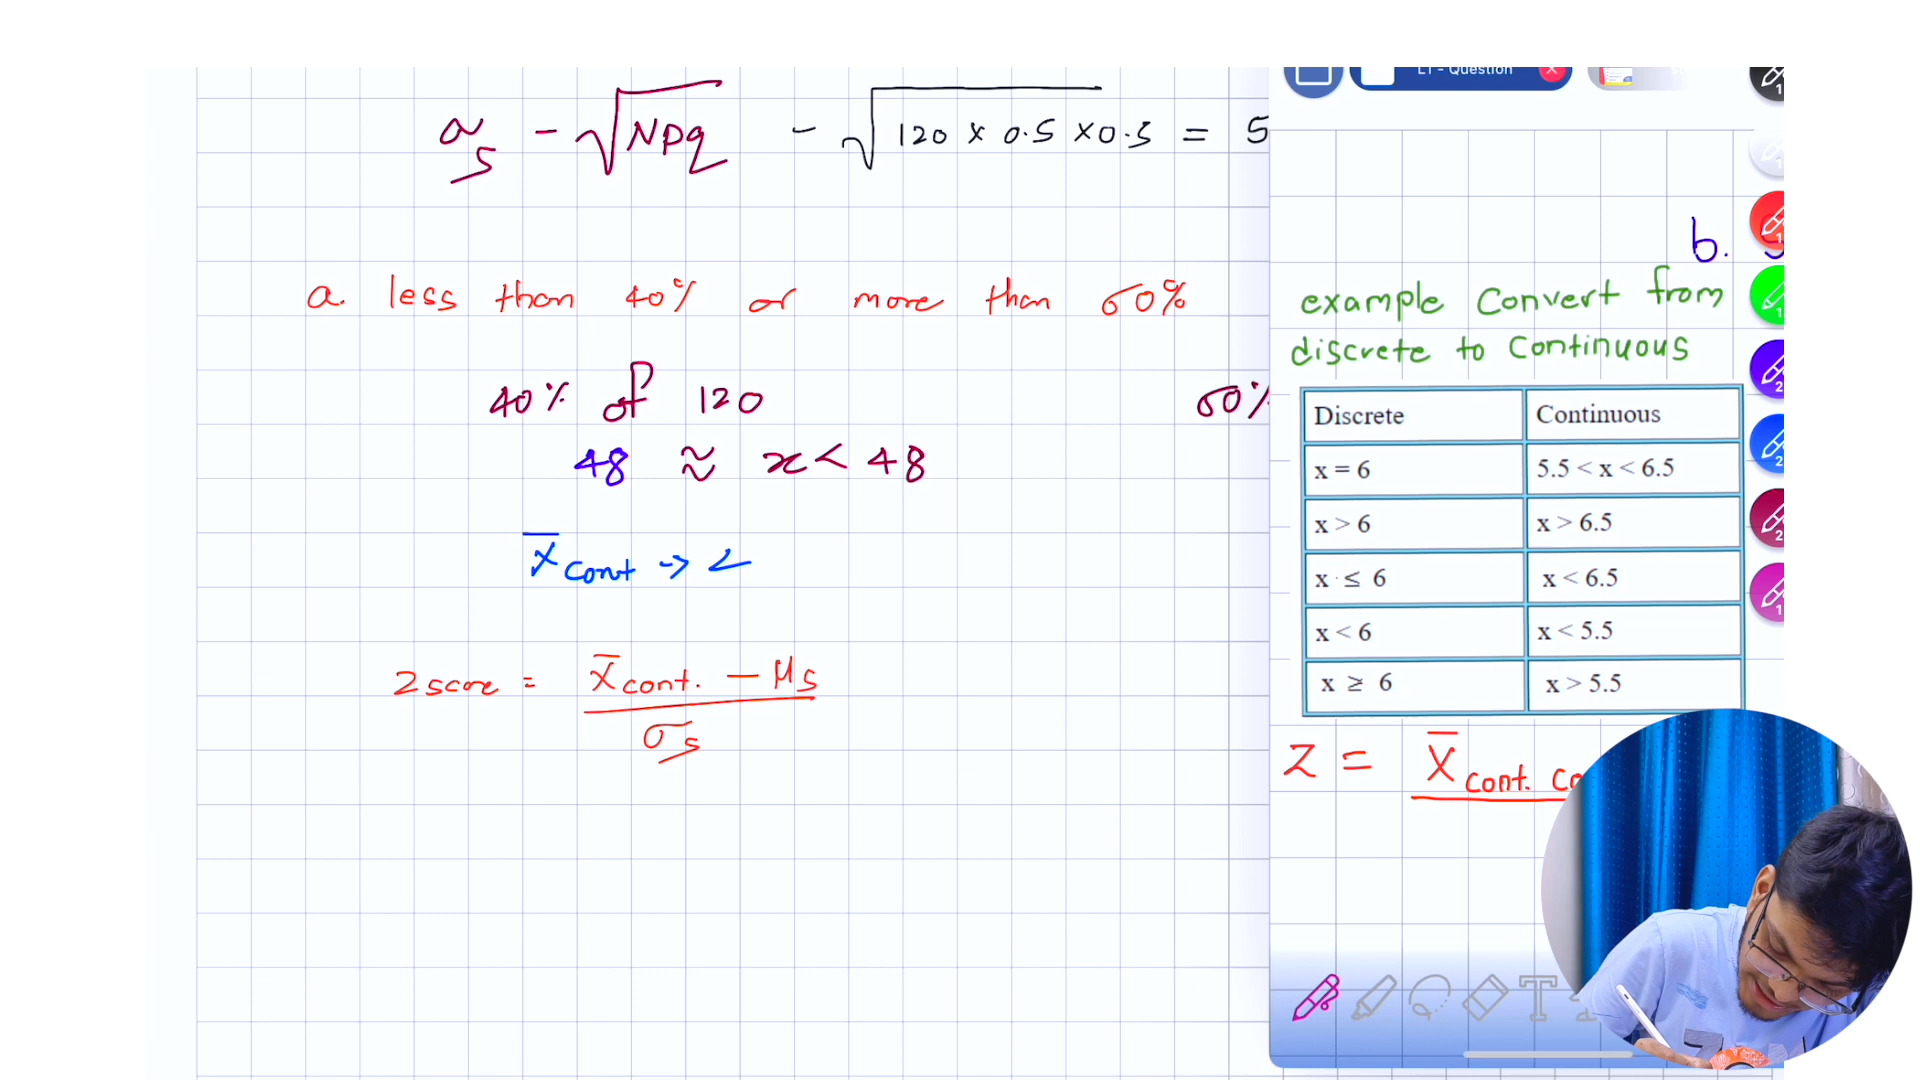 σs - √Npq - √120 x 0.5 x 0.5 = 5
a. less than 40% or more than 60%
40% of 120
60%
48 ≈ x < 48
x̄ cont -> z
z score = x̄ cont. - μs
σs
L1 - Question
b.
example convert from
discrete to continuous
Discrete Continuous
x = 6 5.5 < x < 6.5
x > 6 x > 6.5
x ≤ 6 x < 6.5
x < 6 x < 5.5
x ≥ 6 x > 5.5
z = x̄ cont.